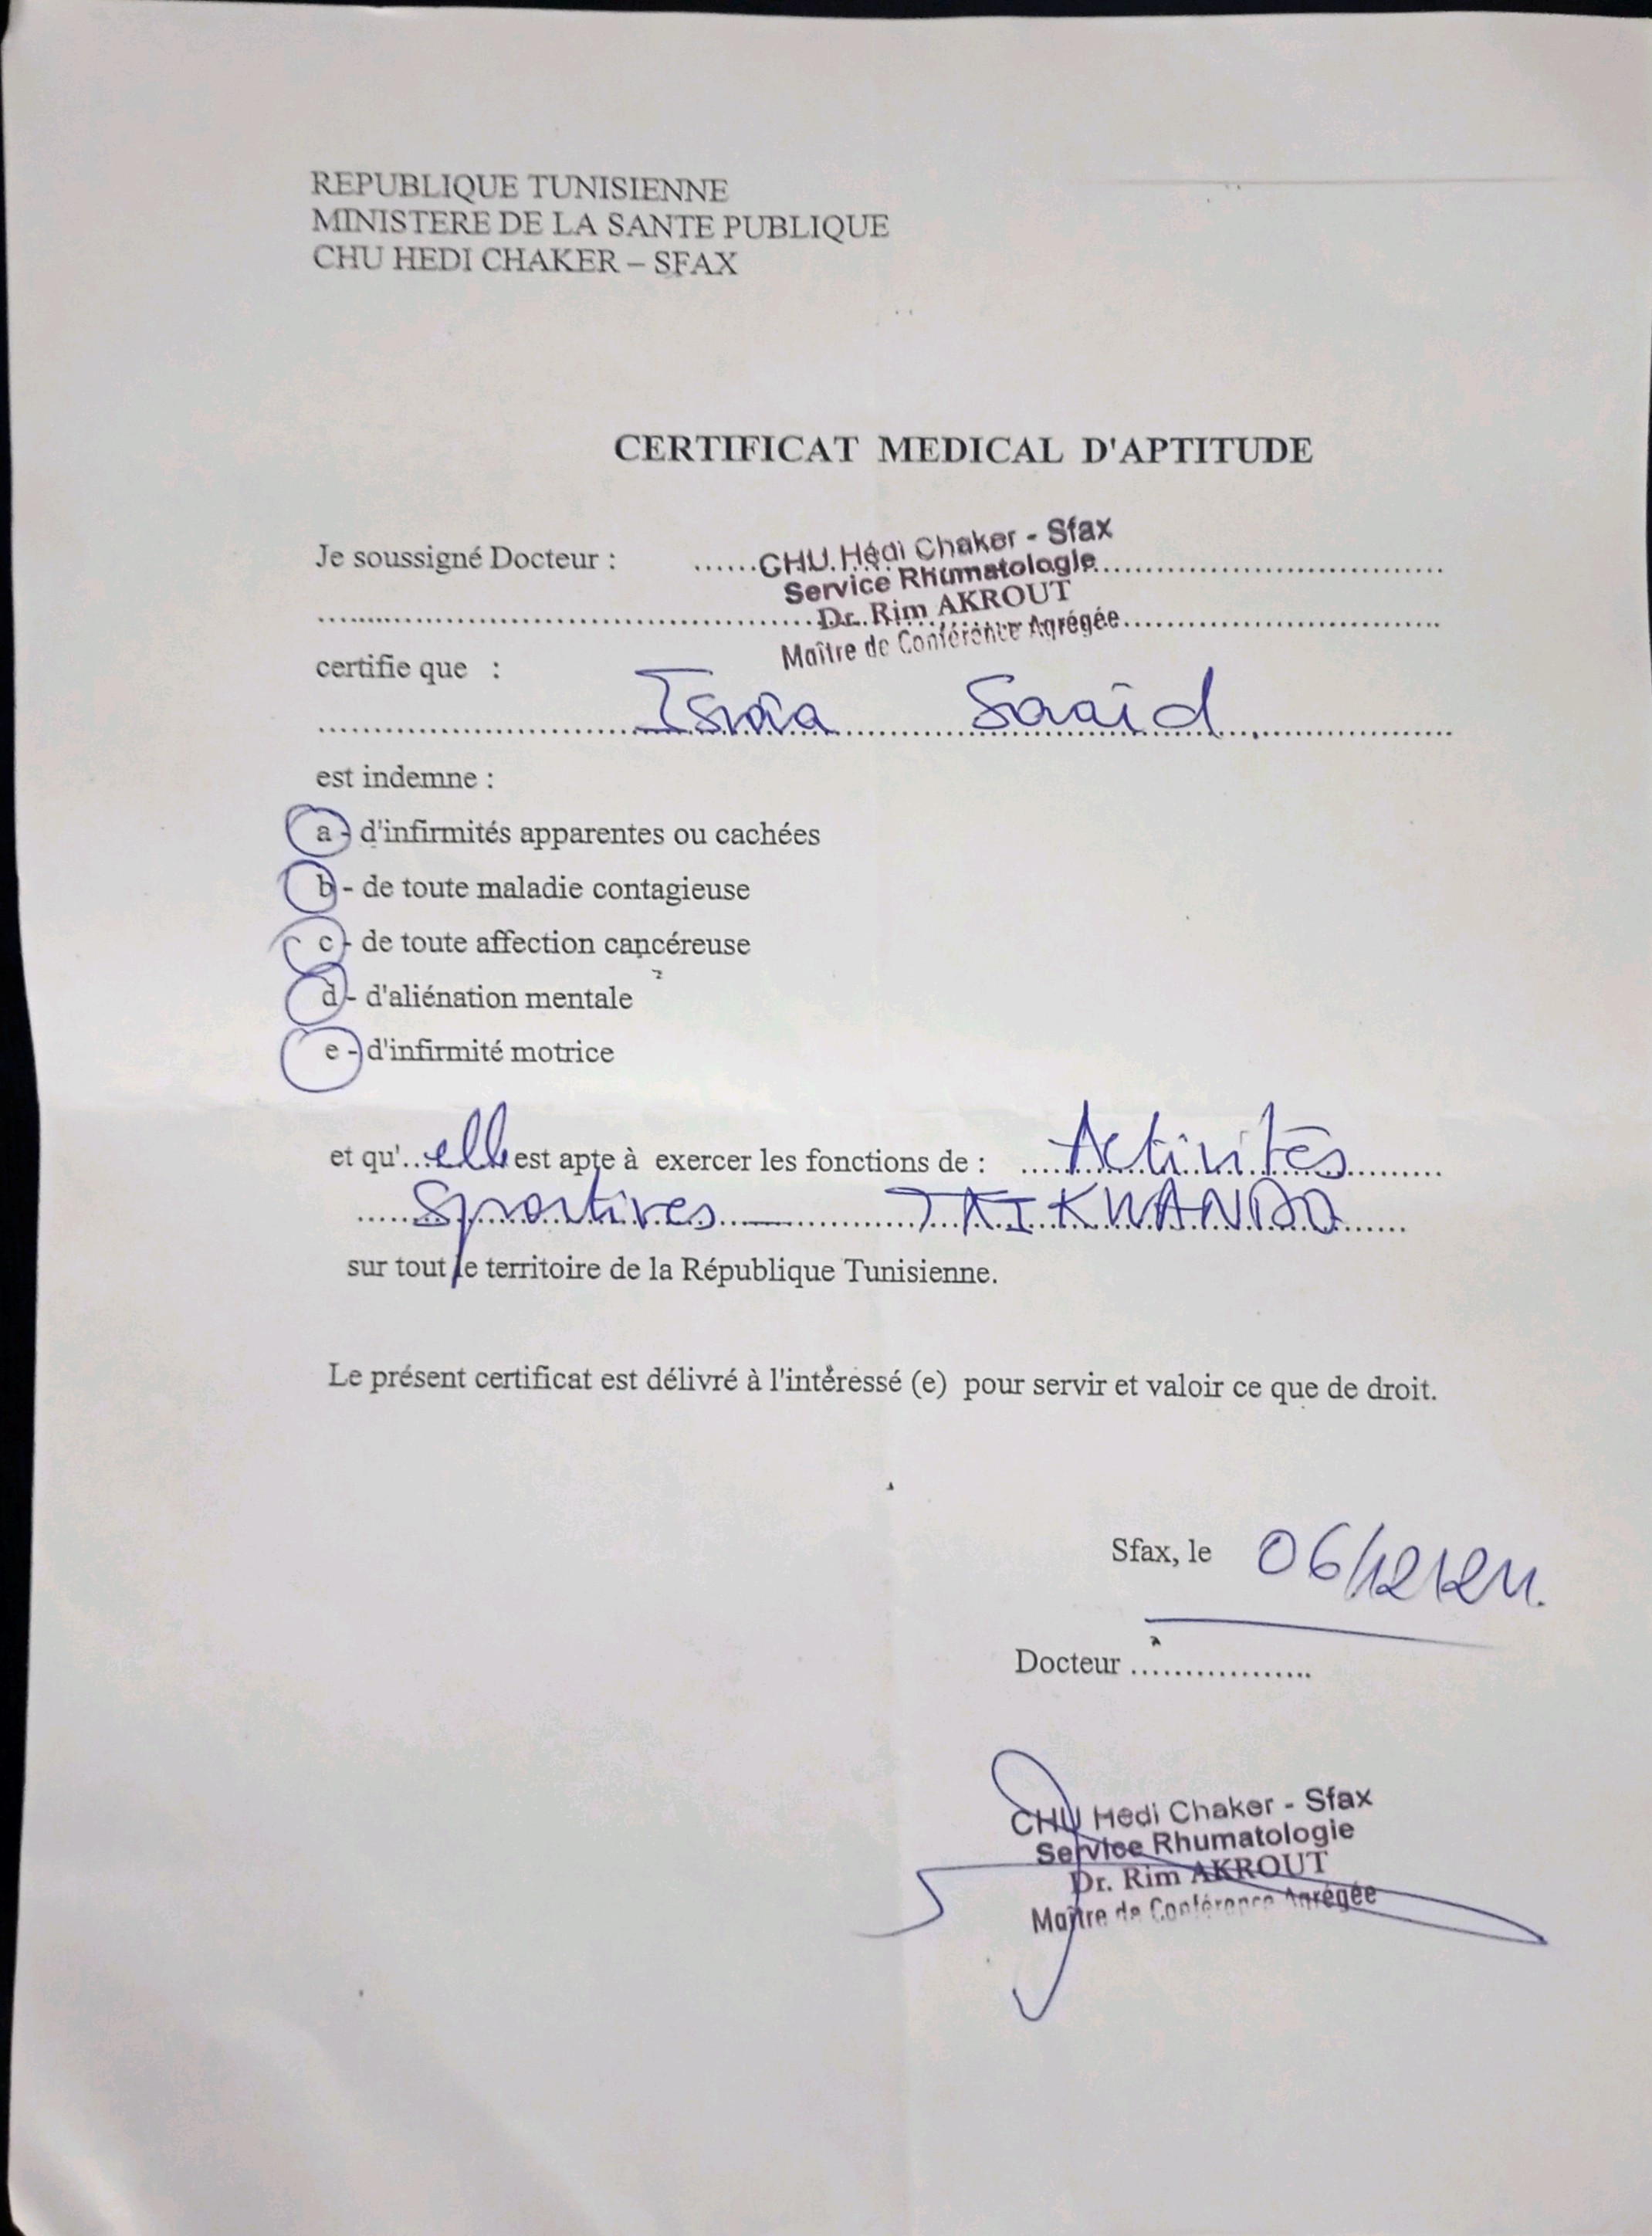 REPUBLIQUE TUNISIENNE
MINISTERE DE LA SANTE PUBLIQUE
CHU HEDI CHAKER – SFAX
CERTIFICAT MEDICAL D'APTITUDE
Je soussigné Docteur :
CHU Hédi Chaker - Sfax
Service Rhumatologie
Dr. Rim AKROUT
Maître de Conférence Agrégée
certifie que :
Saaid
est indemne :
a - d'infirmités apparentes ou cachées
b - de toute maladie contagieuse
c - de toute affection cancéreuse
d - d'aliénation mentale
e - d'infirmité motrice
et qu'elle est apte à exercer les fonctions de : Activités
Sportives — TAIKWANDO
sur tout le territoire de la République Tunisienne.
Le présent certificat est délivré à l'intéressé (e) pour servir et valoir ce que de droit.
Sfax, le 06/12/24.
Docteur ..................
CHU Hedi Chaker - Sfax
Service Rhumatologie
Dr. Rim AKROUT
Maître de Conférence Agrégée